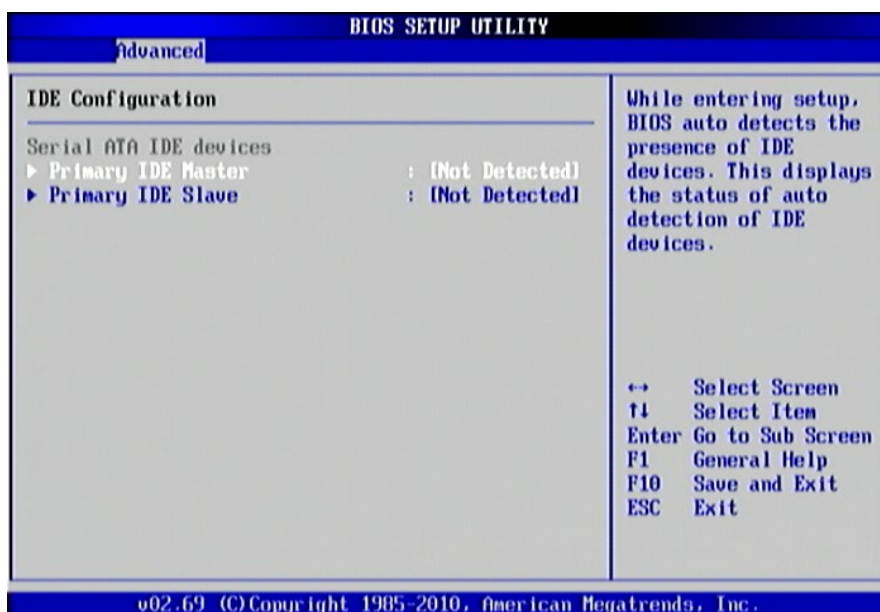 BIOS SETUP UTILITY
Advanced
IDE Configuration
Serial ATA IDE devices
▶ Primary IDE Master : [Not Detected]
▶ Primary IDE Slave : [Not Detected]
While entering setup,
BIOS auto detects the
presence of IDE
devices. This displays
the status of auto
detection of IDE
devices.
↔ Select Screen
↑↓ Select Item
Enter Go to Sub Screen
F1 General Help
F10 Save and Exit
ESC Exit
v02.69 (C)Copyright 1985-2010, American Megatrends, Inc.